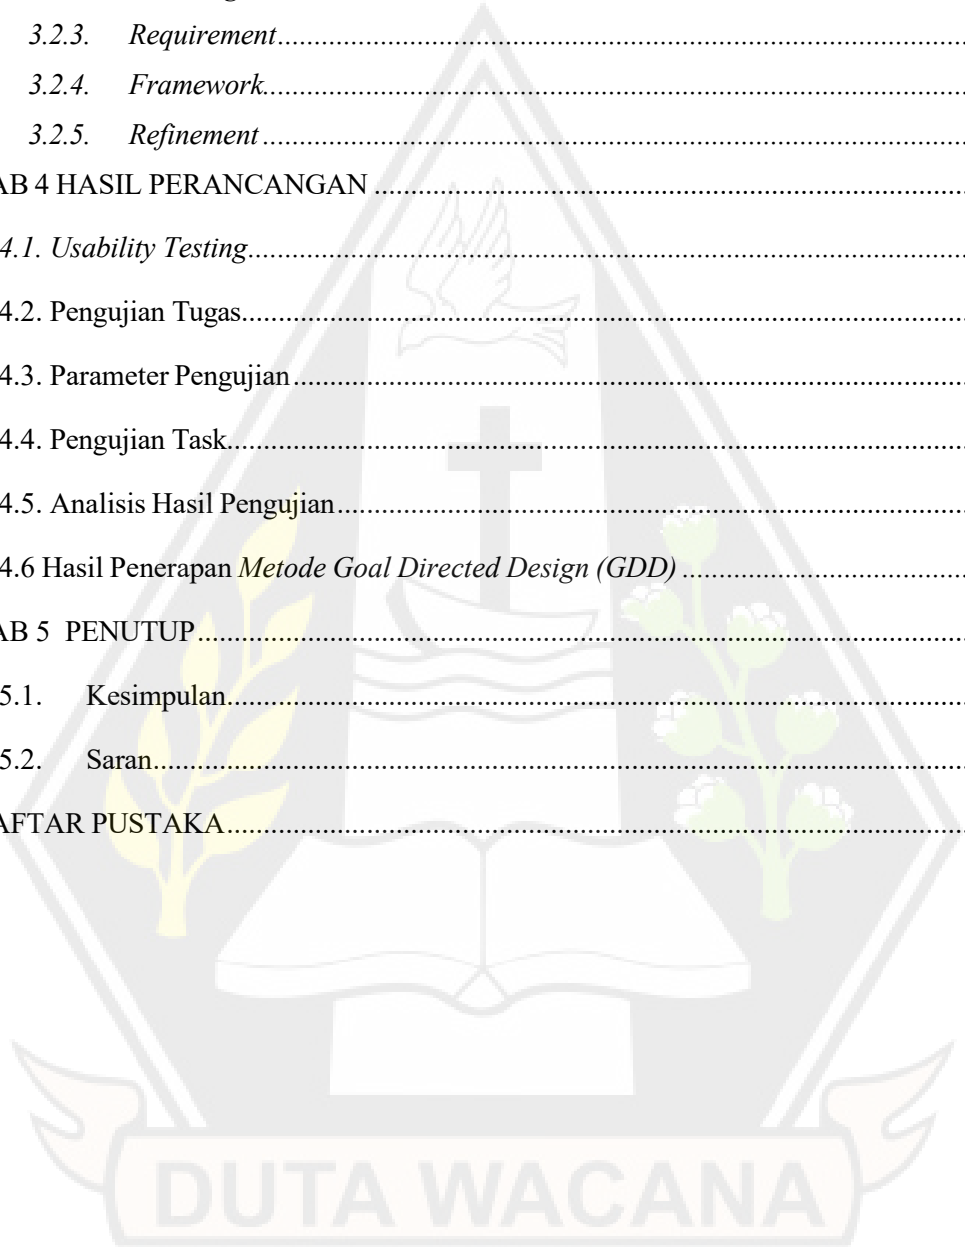 3.2.3. Requirement
3.2.4. Framework
3.2.5. Refinement
AB 4 HASIL PERANCANGAN
4.1. Usability Testing
4.2. Pengujian Tugas
4.3. Parameter Pengujian
4.4. Pengujian Task
4.5. Analisis Hasil Pengujian
4.6 Hasil Penerapan Metode Goal Directed Design (GDD)
AB 5 PENUTUP
5.1. Kesimpulan
5.2. Saran
AFTAR PUSTAKA
DUTA WACANA